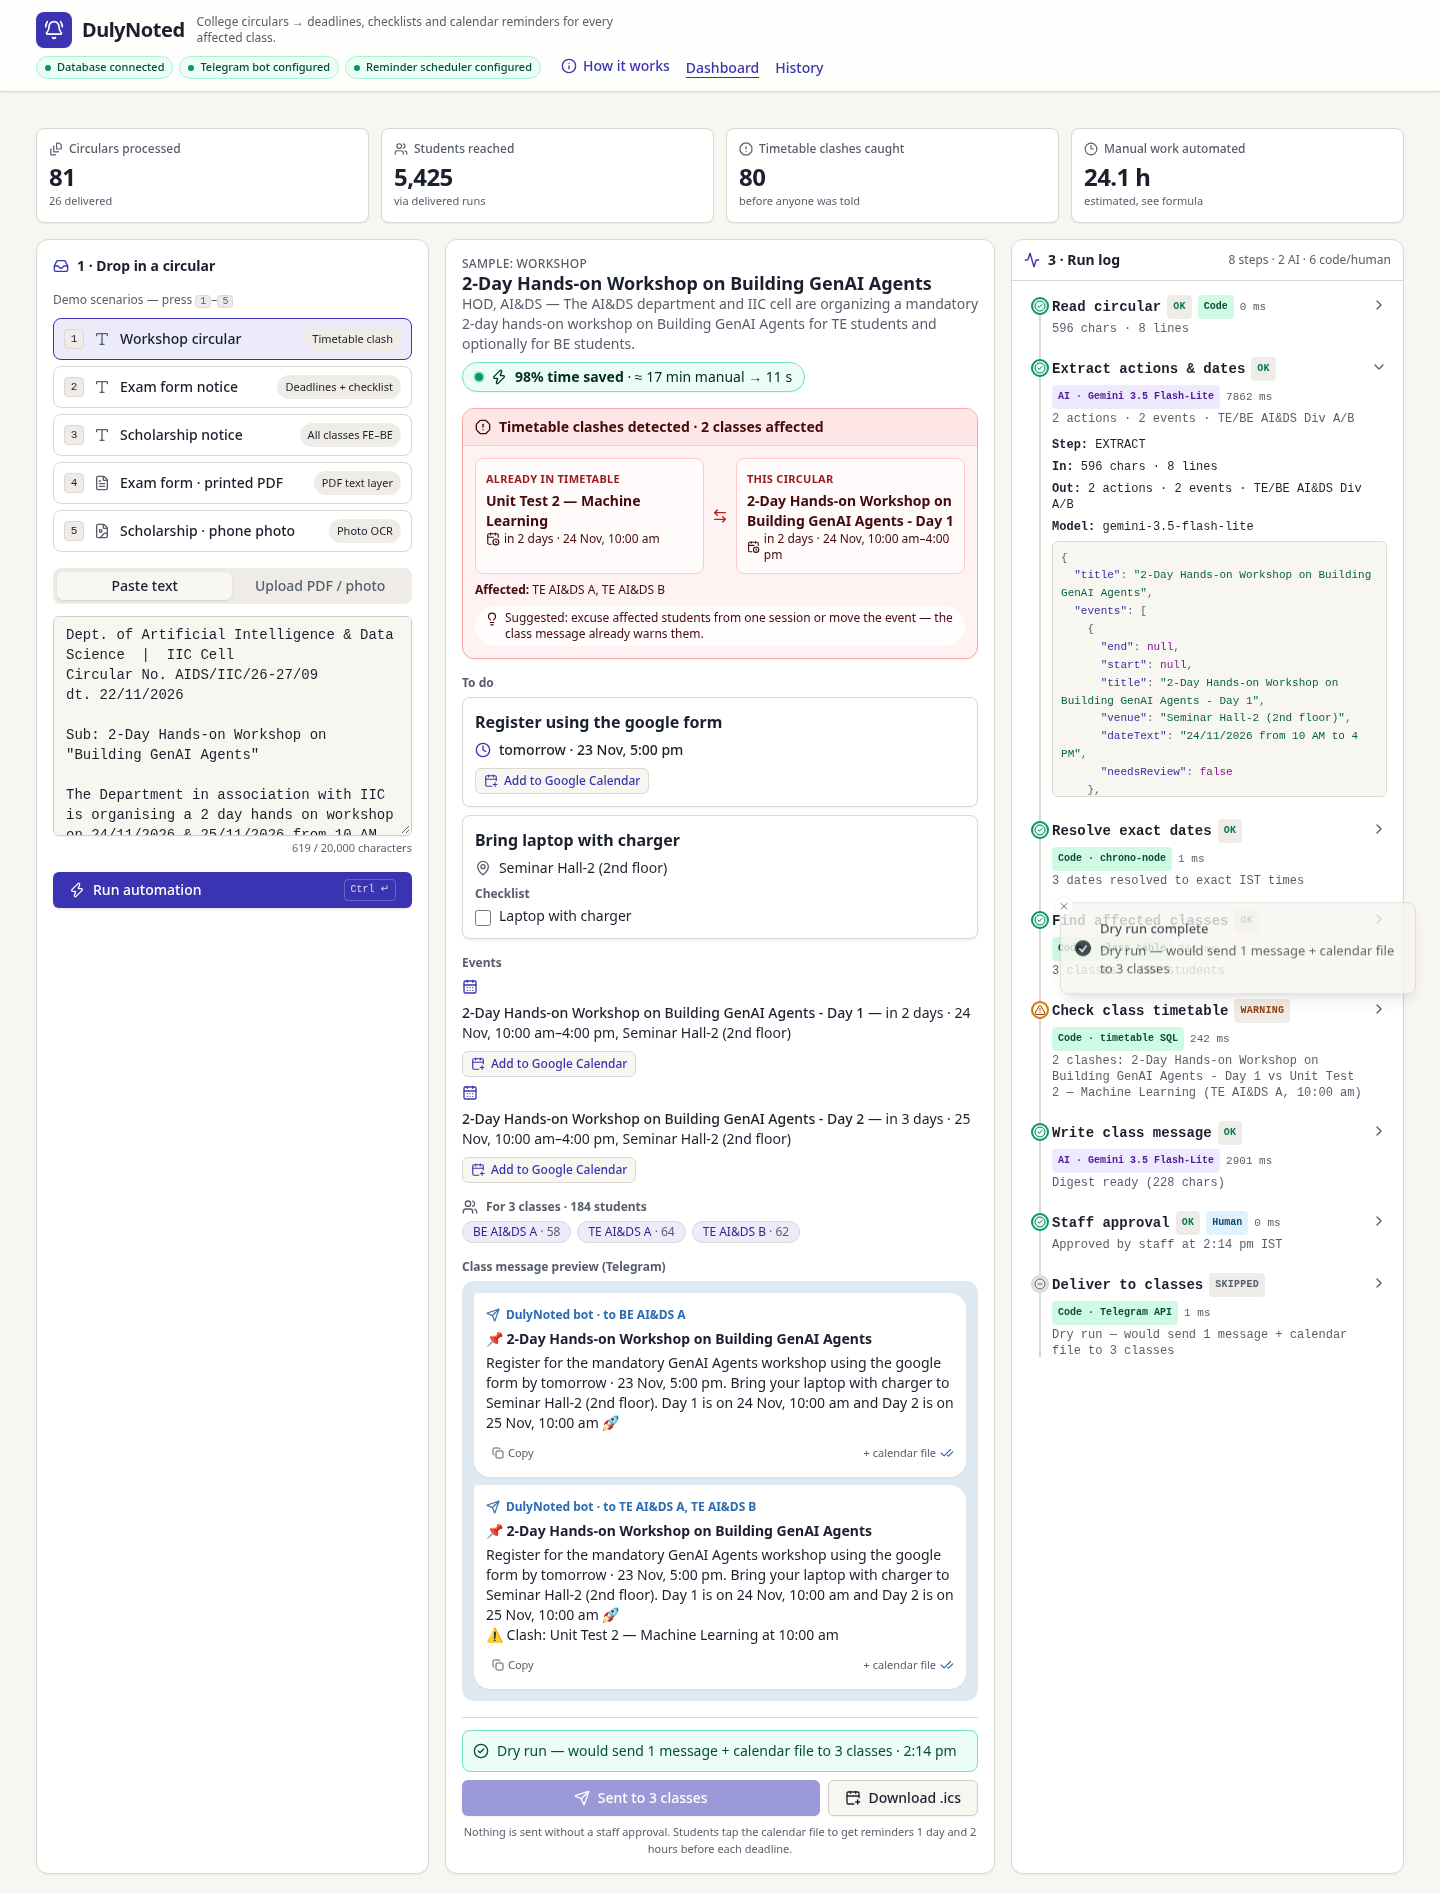 DulyNoted
College circulars → deadlines, checklists and calendar reminders for every
affected class.
Database connected
Telegram bot configured
Reminder scheduler configured
How it works
Dashboard
History
Circulars processed
81
26 delivered
Students reached
5,425
via delivered runs
Timetable clashes caught
80
before anyone was told
Manual work automated
24.1 h
estimated, see formula
1 · Drop in a circular
Demo scenarios — press 1–5
1 Workshop circular Timetable clash
2 Exam form notice Deadlines + checklist
3 Scholarship notice All classes FE–BE
4 Exam form · printed PDF PDF text layer
5 Scholarship · phone photo Photo OCR
Paste text Upload PDF / photo
Dept. of Artificial Intelligence & Data
Science | IIC Cell
Circular No. AIDS/IIC/26-27/09
dt. 22/11/2026
Sub: 2-Day Hands-on Workshop on
"Building GenAI Agents"
The Department in association with IIC
is organising a 2 day hands on workshop
on 24/11/2026 & 25/11/2026 from 10 AM
619 / 20,000 characters
Run automation Ctrl ↵
SAMPLE: WORKSHOP
2-Day Hands-on Workshop on Building GenAI Agents
HOD, AI&DS — The AI&DS department and IIC cell are organizing a mandatory
2-day hands-on workshop on Building GenAI Agents for TE students and
optionally for BE students.
98% time saved · ≈ 17 min manual → 11 s
Timetable clashes detected · 2 classes affected
ALREADY IN TIMETABLE
Unit Test 2 — Machine
Learning
in 2 days · 24 Nov, 10:00 am
THIS CIRCULAR
2-Day Hands-on Workshop on
Building GenAI Agents - Day 1
in 2 days · 24 Nov, 10:00 am–4:00
pm
Affected: TE AI&DS A, TE AI&DS B
Suggested: excuse affected students from one session or move the event — the
class message already warns them.
To do
Register using the google form
tomorrow · 23 Nov, 5:00 pm
Add to Google Calendar
Bring laptop with charger
Seminar Hall-2 (2nd floor)
Checklist
Laptop with charger
Events
2-Day Hands-on Workshop on Building GenAI Agents - Day 1 — in 2 days · 24
Nov, 10:00 am–4:00 pm, Seminar Hall-2 (2nd floor)
Add to Google Calendar
2-Day Hands-on Workshop on Building GenAI Agents - Day 2 — in 3 days · 25
Nov, 10:00 am–4:00 pm, Seminar Hall-2 (2nd floor)
Add to Google Calendar
For 3 classes · 184 students
BE AI&DS A · 58 TE AI&DS A · 64 TE AI&DS B · 62
Class message preview (Telegram)
DulyNoted bot · to BE AI&DS A
📌 2-Day Hands-on Workshop on Building GenAI Agents
Register for the mandatory GenAI Agents workshop using the google
form by tomorrow · 23 Nov, 5:00 pm. Bring your laptop with charger to
Seminar Hall-2 (2nd floor). Day 1 is on 24 Nov, 10:00 am and Day 2 is on
25 Nov, 10:00 am 🚀
Copy + calendar file
DulyNoted bot · to TE AI&DS A, TE AI&DS B
📌 2-Day Hands-on Workshop on Building GenAI Agents
Register for the mandatory GenAI Agents workshop using the google
form by tomorrow · 23 Nov, 5:00 pm. Bring your laptop with charger to
Seminar Hall-2 (2nd floor). Day 1 is on 24 Nov, 10:00 am and Day 2 is on
25 Nov, 10:00 am 🚀
⚠️ Clash: Unit Test 2 — Machine Learning at 10:00 am
Copy + calendar file
Dry run — would send 1 message + calendar file to 3 classes · 2:14 pm
Sent to 3 classes
Download .ics
Nothing is sent without a staff approval. Students tap the calendar file to get reminders 1 day and 2
hours before each deadline.
3 · Run log 8 steps · 2 AI · 6 code/human
Read circular OK Code 0 ms
596 chars · 8 lines
Extract actions & dates OK
AI · Gemini 3.5 Flash-Lite 7862 ms
2 actions · 2 events · TE/BE AI&DS Div A/B
Step: EXTRACT
In: 596 chars · 8 lines
Out: 2 actions · 2 events · TE/BE AI&DS Div
A/B
Model: gemini-3.5-flash-lite
{
"title": "2-Day Hands-on Workshop on Building
GenAI Agents",
"events": [
{
"end": null,
"start": null,
"title": "2-Day Hands-on Workshop on
Building GenAI Agents - Day 1",
"venue": "Seminar Hall-2 (2nd floor)",
"dateText": "24/11/2026 from 10 AM to 4
PM",
"needsReview": false
},
Resolve exact dates OK
Code · chrono-node 1 ms
3 dates resolved to exact IST times
Find affected classes OK
Dry run complete
Dry run — would send 1 message + calendar file
to 3 classes
Check class timetable WARNING
Code · timetable SQL 242 ms
2 clashes: 2-Day Hands-on Workshop on
Building GenAI Agents - Day 1 vs Unit Test
2 — Machine Learning (TE AI&DS A, 10:00 am)
Write class message OK
AI · Gemini 3.5 Flash-Lite 2901 ms
Digest ready (228 chars)
Staff approval OK Human 0 ms
Approved by staff at 2:14 pm IST
Deliver to classes SKIPPED
Code · Telegram API 1 ms
Dry run — would send 1 message + calendar
file to 3 classes